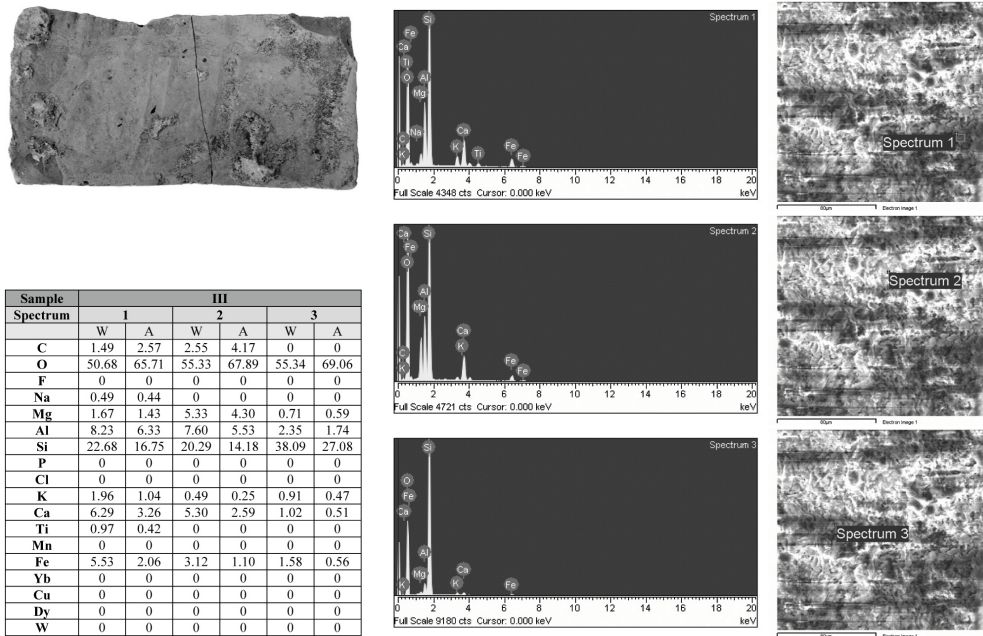 Spectrum 1
Si
Fe
Ca
Ti
O
Al
Mg
Na
C
K
Ca
K
Ti
Fe
Fe
0 2 4 6 8 10 12 14 16 18 20
Full Scale 4348 cts Cursor: 0.000 keV keV
Spectrum 1
60µm Electron Image 1
Spectrum 2
Ca
Si
Fe
O
Al
Mg
Ca
C
K
K
Fe
Fe
0 2 4 6 8 10 12 14 16 18 20
Full Scale 4721 cts Cursor: 0.000 keV keV
Spectrum 2
60µm Electron Image 1
Spectrum 3
Si
O
Fe
Ca
Al
Mg
K
Ca
K
Fe
0 2 4 6 8 10 12 14 16 18 20
Full Scale 9180 cts Cursor: 0.000 keV keV
Spectrum 3
Electron Image 1
Sample III
Spectrum 1 2 3
W A W A W A
C 1.49 2.57 2.55 4.17 0 0
O 50.68 65.71 55.33 67.89 55.34 69.06
F 0 0 0 0 0 0
Na 0.49 0.44 0 0 0 0
Mg 1.67 1.43 5.33 4.30 0.71 0.59
Al 8.23 6.33 7.60 5.53 2.35 1.74
Si 22.68 16.75 20.29 14.18 38.09 27.08
P 0 0 0 0 0 0
Cl 0 0 0 0 0 0
K 1.96 1.04 0.49 0.25 0.91 0.47
Ca 6.29 3.26 5.30 2.59 1.02 0.51
Ti 0.97 0.42 0 0 0 0
Mn 0 0 0 0 0 0
Fe 5.53 2.06 3.12 1.10 1.58 0.56
Yb 0 0 0 0 0 0
Cu 0 0 0 0 0 0
Dy 0 0 0 0 0 0
W 0 0 0 0 0 0